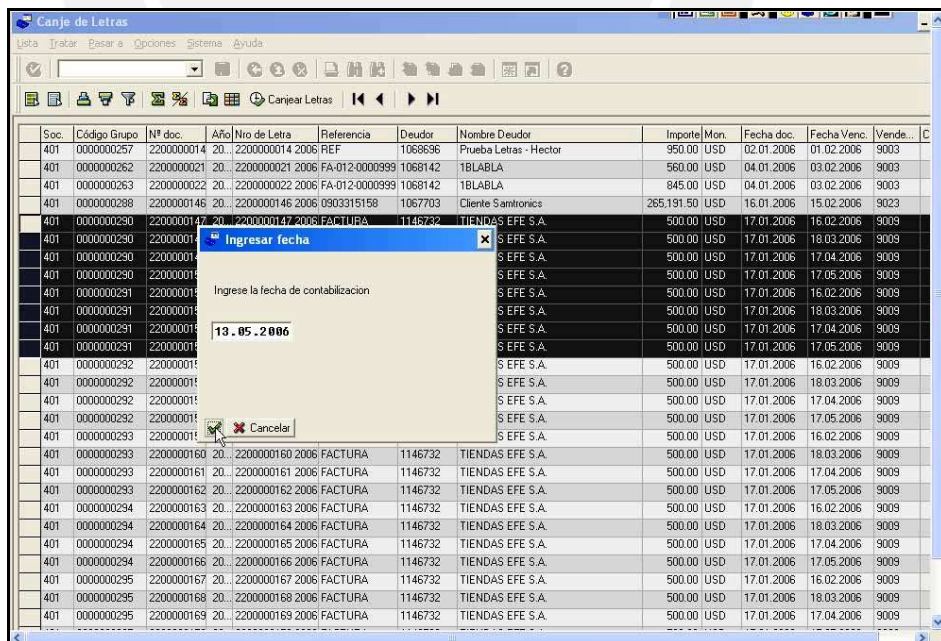 Canje de Letras
Lista Tratar Pasar a Opciones Sistema Ayuda
Canjear Letras
Soc. Código Grupo Nº doc. Año Nro de Letra Referencia Deudor Nombre Deudor Importe Mon. Fecha doc. Fecha Venc. Vende... C
401 0000000257 2200000014 20... 2200000014 2006 REF 1068696 Prueba Letras - Hector 950.00 USD 02.01.2006 01.02.2006 9003
401 0000000262 2200000021 20... 2200000021 2006 FA-012-0000999 1068142 1BLABLA 560.00 USD 04.01.2006 03.02.2006 9003
401 0000000263 2200000022 20... 2200000022 2006 FA-012-0000999 1068142 1BLABLA 845.00 USD 04.01.2006 03.02.2006 9003
401 0000000288 2200000146 20... 2200000146 2006 0903315158 1067703 Cliente Samtronics 265,191.50 USD 16.01.2006 15.02.2006 9023
401 0000000290 2200000147 20... 2200000147 2006 FACTURA 1146732 TIENDAS EFE S.A. 500.00 USD 17.01.2006 16.02.2006 9009
401 0000000290 S EFE S.A. 500.00 USD 17.01.2006 18.03.2006 9009
401 0000000290 S EFE S.A. 500.00 USD 17.01.2006 17.04.2006 9009
401 0000000290 S EFE S.A. 500.00 USD 17.01.2006 17.05.2006 9009
401 0000000291 S EFE S.A. 500.00 USD 17.01.2006 16.02.2006 9009
401 0000000291 S EFE S.A. 500.00 USD 17.01.2006 18.03.2006 9009
401 0000000291 S EFE S.A. 500.00 USD 17.01.2006 17.04.2006 9009
401 0000000291 S EFE S.A. 500.00 USD 17.01.2006 17.05.2006 9009
401 0000000292 S EFE S.A. 500.00 USD 17.01.2006 16.02.2006 9009
401 0000000292 S EFE S.A. 500.00 USD 17.01.2006 18.03.2006 9009
401 0000000292 S EFE S.A. 500.00 USD 17.01.2006 17.04.2006 9009
401 0000000292 S EFE S.A. 500.00 USD 17.01.2006 17.05.2006 9009
401 0000000293 S EFE S.A. 500.00 USD 17.01.2006 16.02.2006 9009
401 0000000293 2200000160 20... 2200000160 2006 FACTURA 1146732 TIENDAS EFE S.A. 500.00 USD 17.01.2006 18.03.2006 9009
401 0000000293 2200000161 20... 2200000161 2006 FACTURA 1146732 TIENDAS EFE S.A. 500.00 USD 17.01.2006 17.04.2006 9009
401 0000000293 2200000162 20... 2200000162 2006 FACTURA 1146732 TIENDAS EFE S.A. 500.00 USD 17.01.2006 17.05.2006 9009
401 0000000294 2200000163 20... 2200000163 2006 FACTURA 1146732 TIENDAS EFE S.A. 500.00 USD 17.01.2006 16.02.2006 9009
401 0000000294 2200000164 20... 2200000164 2006 FACTURA 1146732 TIENDAS EFE S.A. 500.00 USD 17.01.2006 18.03.2006 9009
401 0000000294 2200000165 20... 2200000165 2006 FACTURA 1146732 TIENDAS EFE S.A. 500.00 USD 17.01.2006 17.04.2006 9009
401 0000000294 2200000166 20... 2200000166 2006 FACTURA 1146732 TIENDAS EFE S.A. 500.00 USD 17.01.2006 17.05.2006 9009
401 0000000295 2200000167 20... 2200000167 2006 FACTURA 1146732 TIENDAS EFE S.A. 500.00 USD 17.01.2006 16.02.2006 9009
401 0000000295 2200000168 20... 2200000168 2006 FACTURA 1146732 TIENDAS EFE S.A. 500.00 USD 17.01.2006 18.03.2006 9009
401 0000000295 2200000169 20... 2200000169 2006 FACTURA 1146732 TIENDAS EFE S.A. 500.00 USD 17.01.2006 17.04.2006 9009
Ingresar fecha
Ingrese la fecha de contabilizacion
13.05.2006
Cancelar